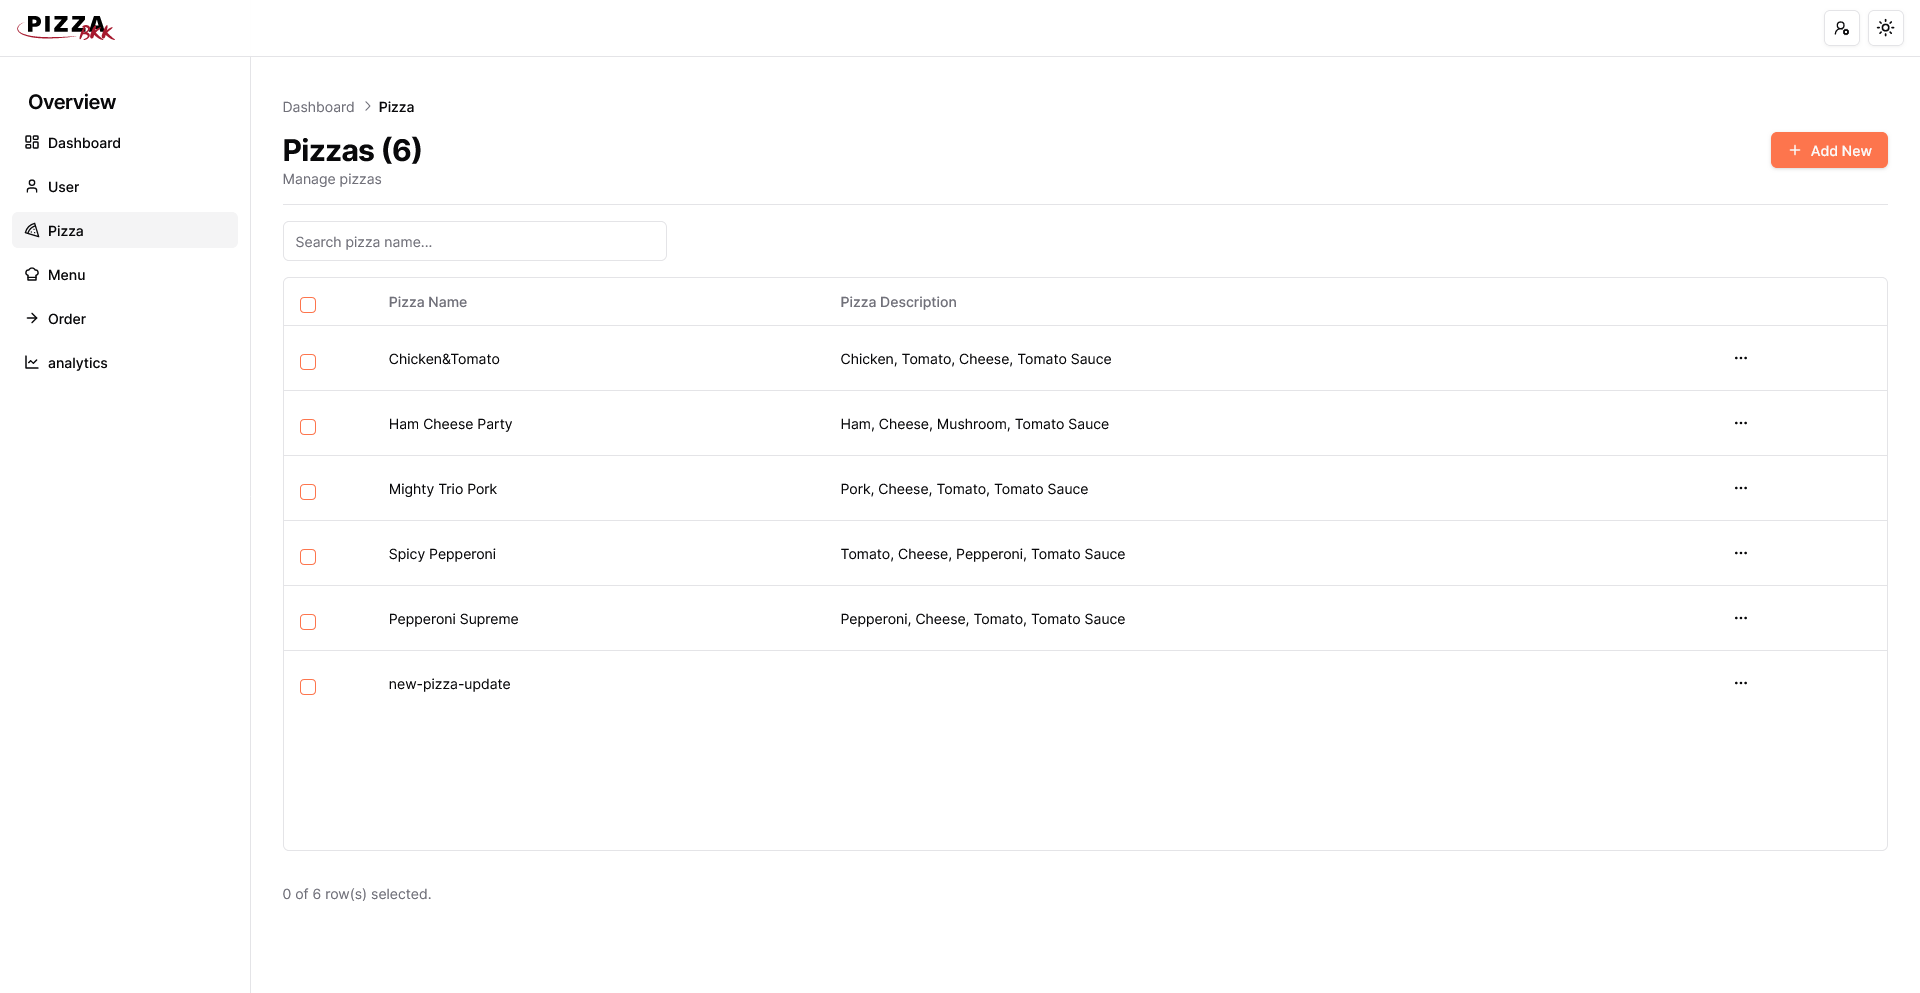 PIZZA
BRK
Overview
Dashboard
User
Pizza
Menu
Order
analytics
Dashboard > Pizza
Pizzas (6)
Manage pizzas
+ Add New
Search pizza name...
Pizza Name Pizza Description
Chicken&Tomato Chicken, Tomato, Cheese, Tomato Sauce ...
Ham Cheese Party Ham, Cheese, Mushroom, Tomato Sauce ...
Mighty Trio Pork Pork, Cheese, Tomato, Tomato Sauce ...
Spicy Pepperoni Tomato, Cheese, Pepperoni, Tomato Sauce ...
Pepperoni Supreme Pepperoni, Cheese, Tomato, Tomato Sauce ...
new-pizza-update ...
0 of 6 row(s) selected.